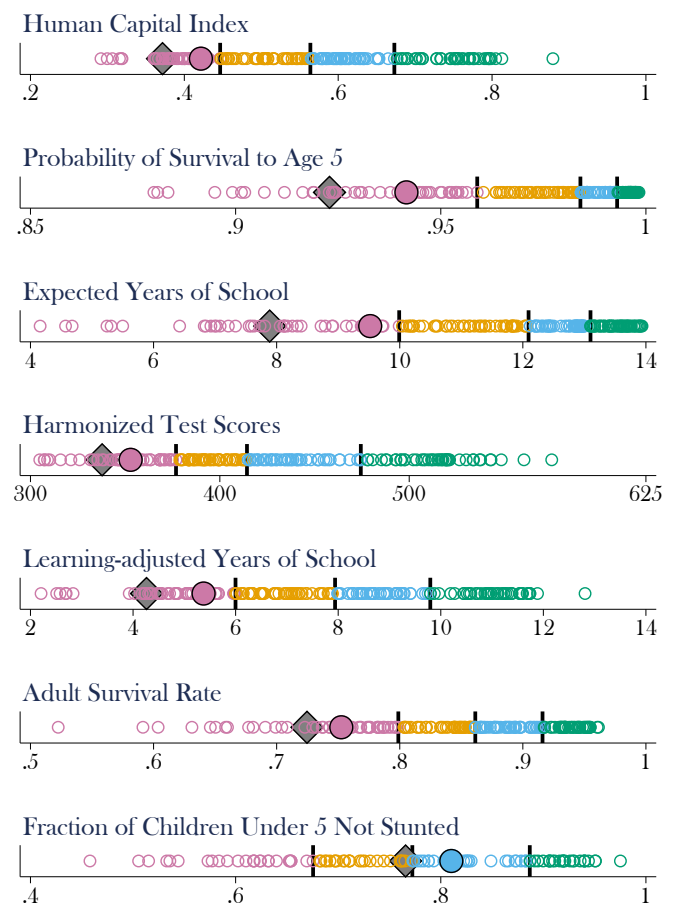 Human Capital Index
.2 .4 .6 .8 1
Probability of Survival to Age 5
.85 .9 .95 1
Expected Years of School
4 6 8 10 12 14
Harmonized Test Scores
300 400 500 625
Learning-adjusted Years of School
2 4 6 8 10 12 14
Adult Survival Rate
.5 .6 .7 .8 .9 1
Fraction of Children Under 5 Not Stunted
.4 .6 .8 1